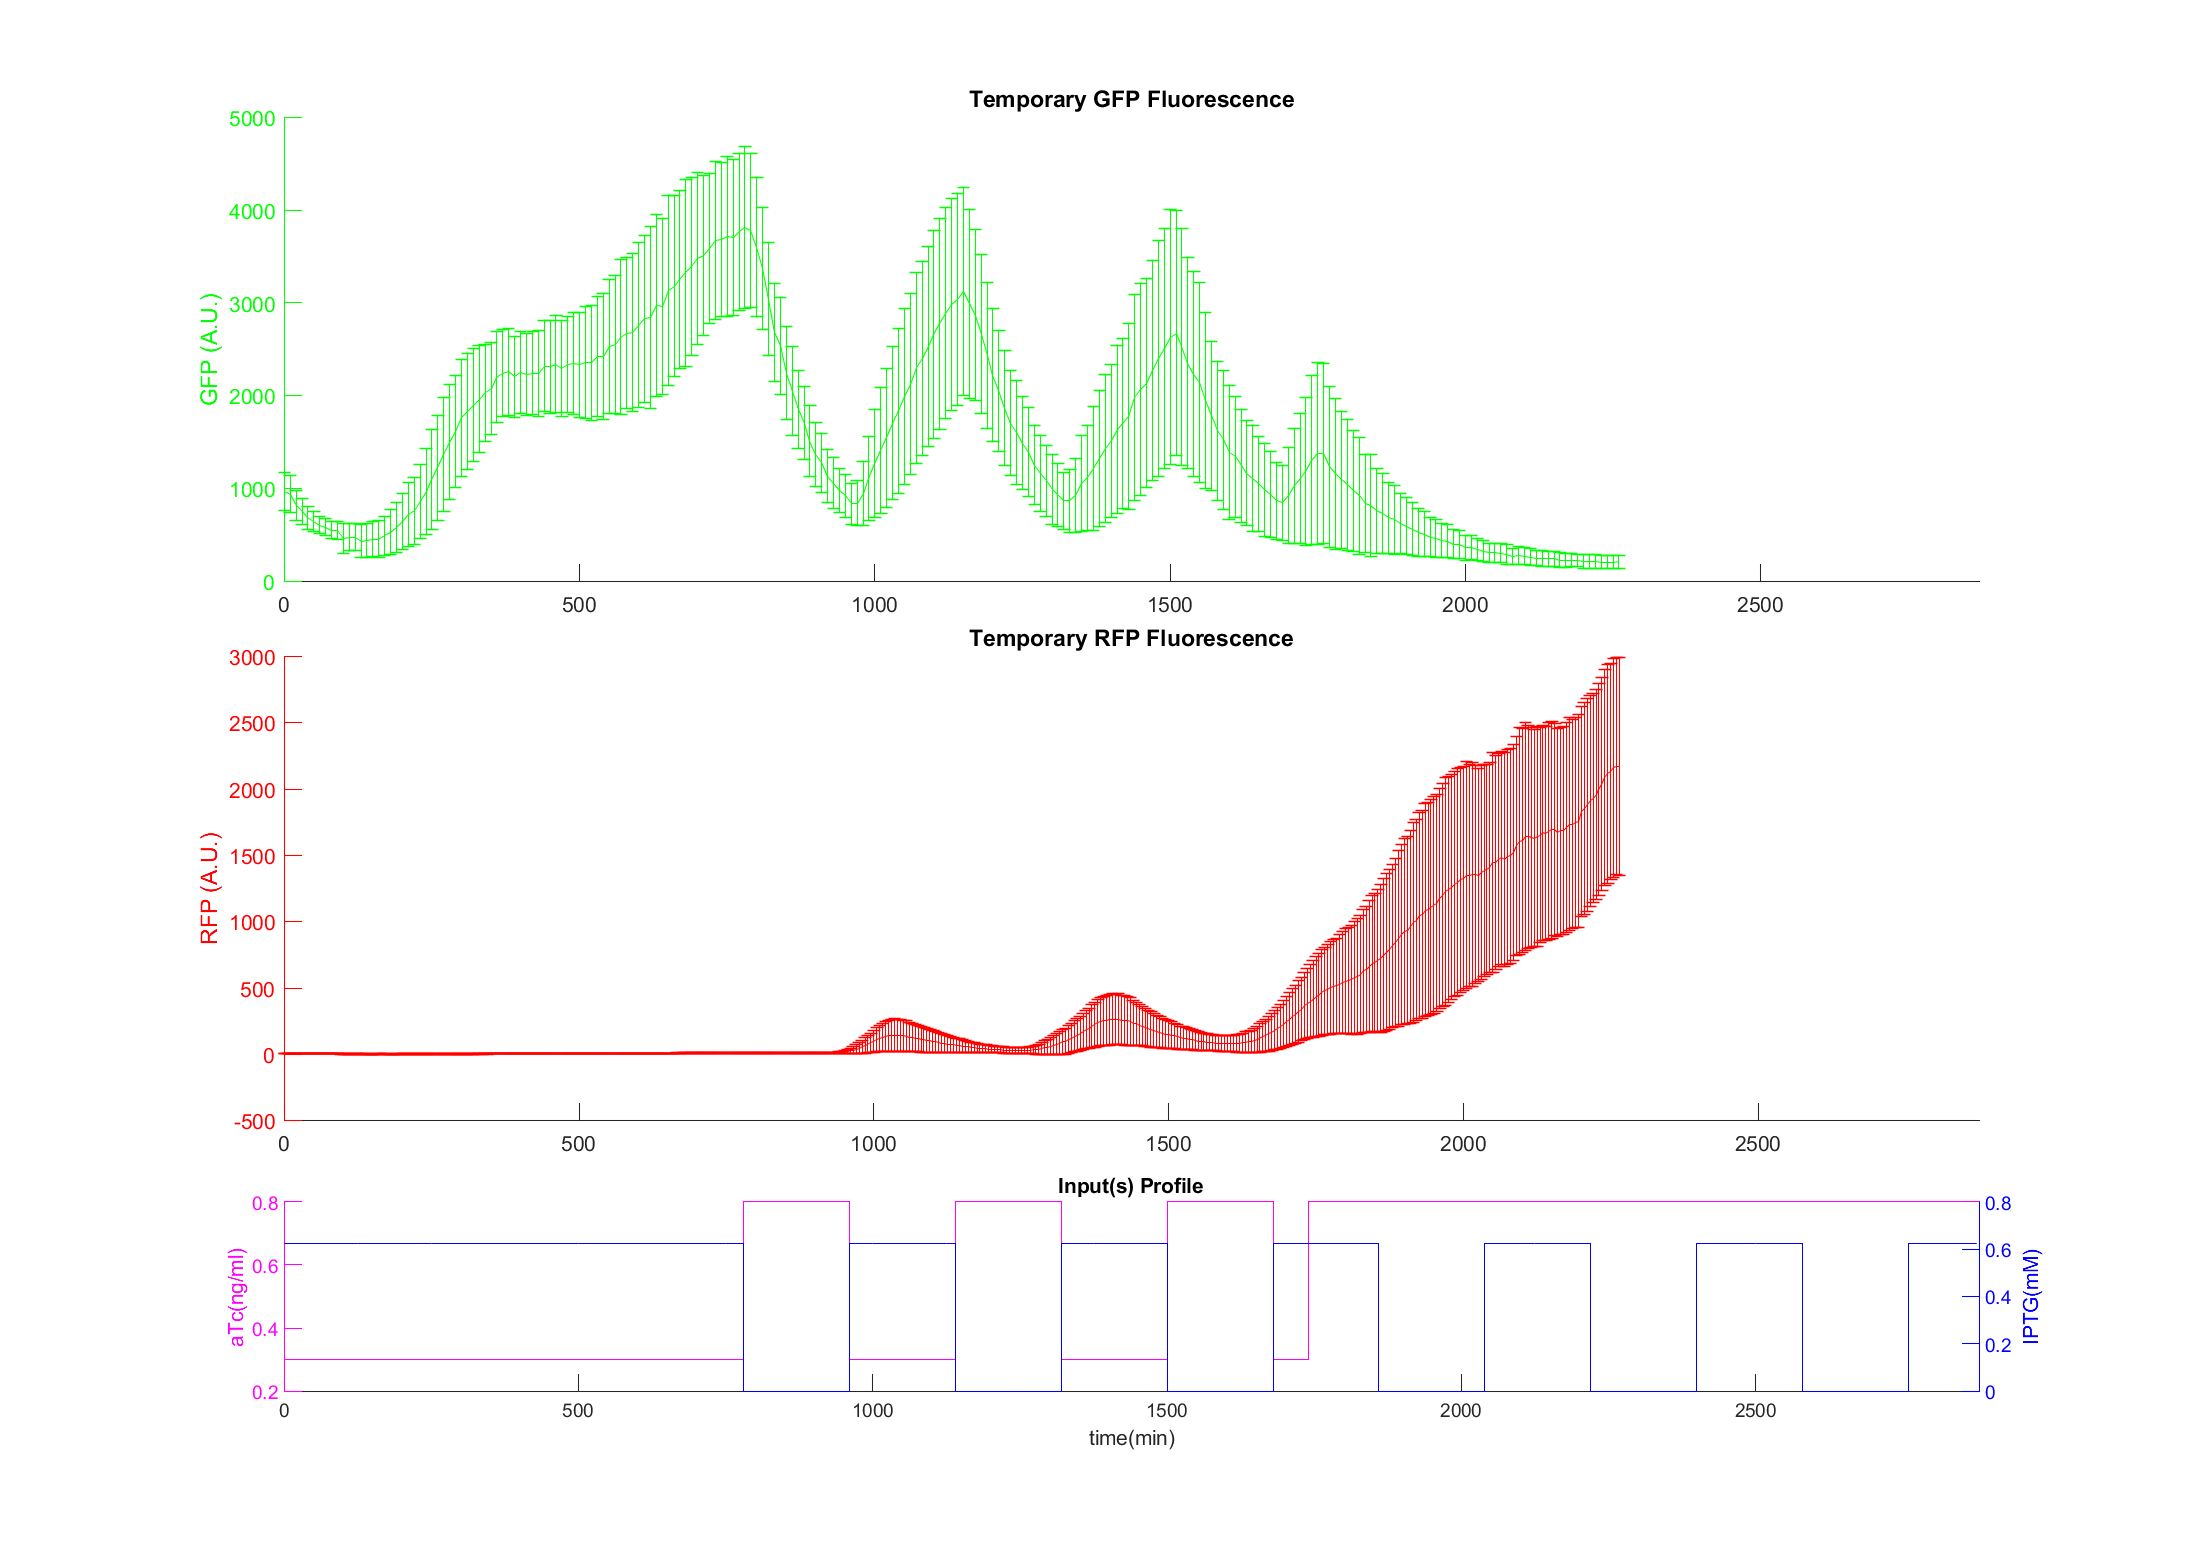 Temporary GFP Fluorescence
5000
4000
3000
2000
1000
0
GFP (A.U.)
0 500 1000 1500 2000 2500
Temporary RFP Fluorescence
3000
2500
2000
1500
1000
500
0
-500
RFP (A.U.)
0 500 1000 1500 2000 2500
Input(s) Profile
0.8
0.6
0.4
0.2
aTc(ng/ml)
0.8
0.6
0.4
0.2
0
IPTG(mM)
0 500 1000 1500 2000 2500
time(min)